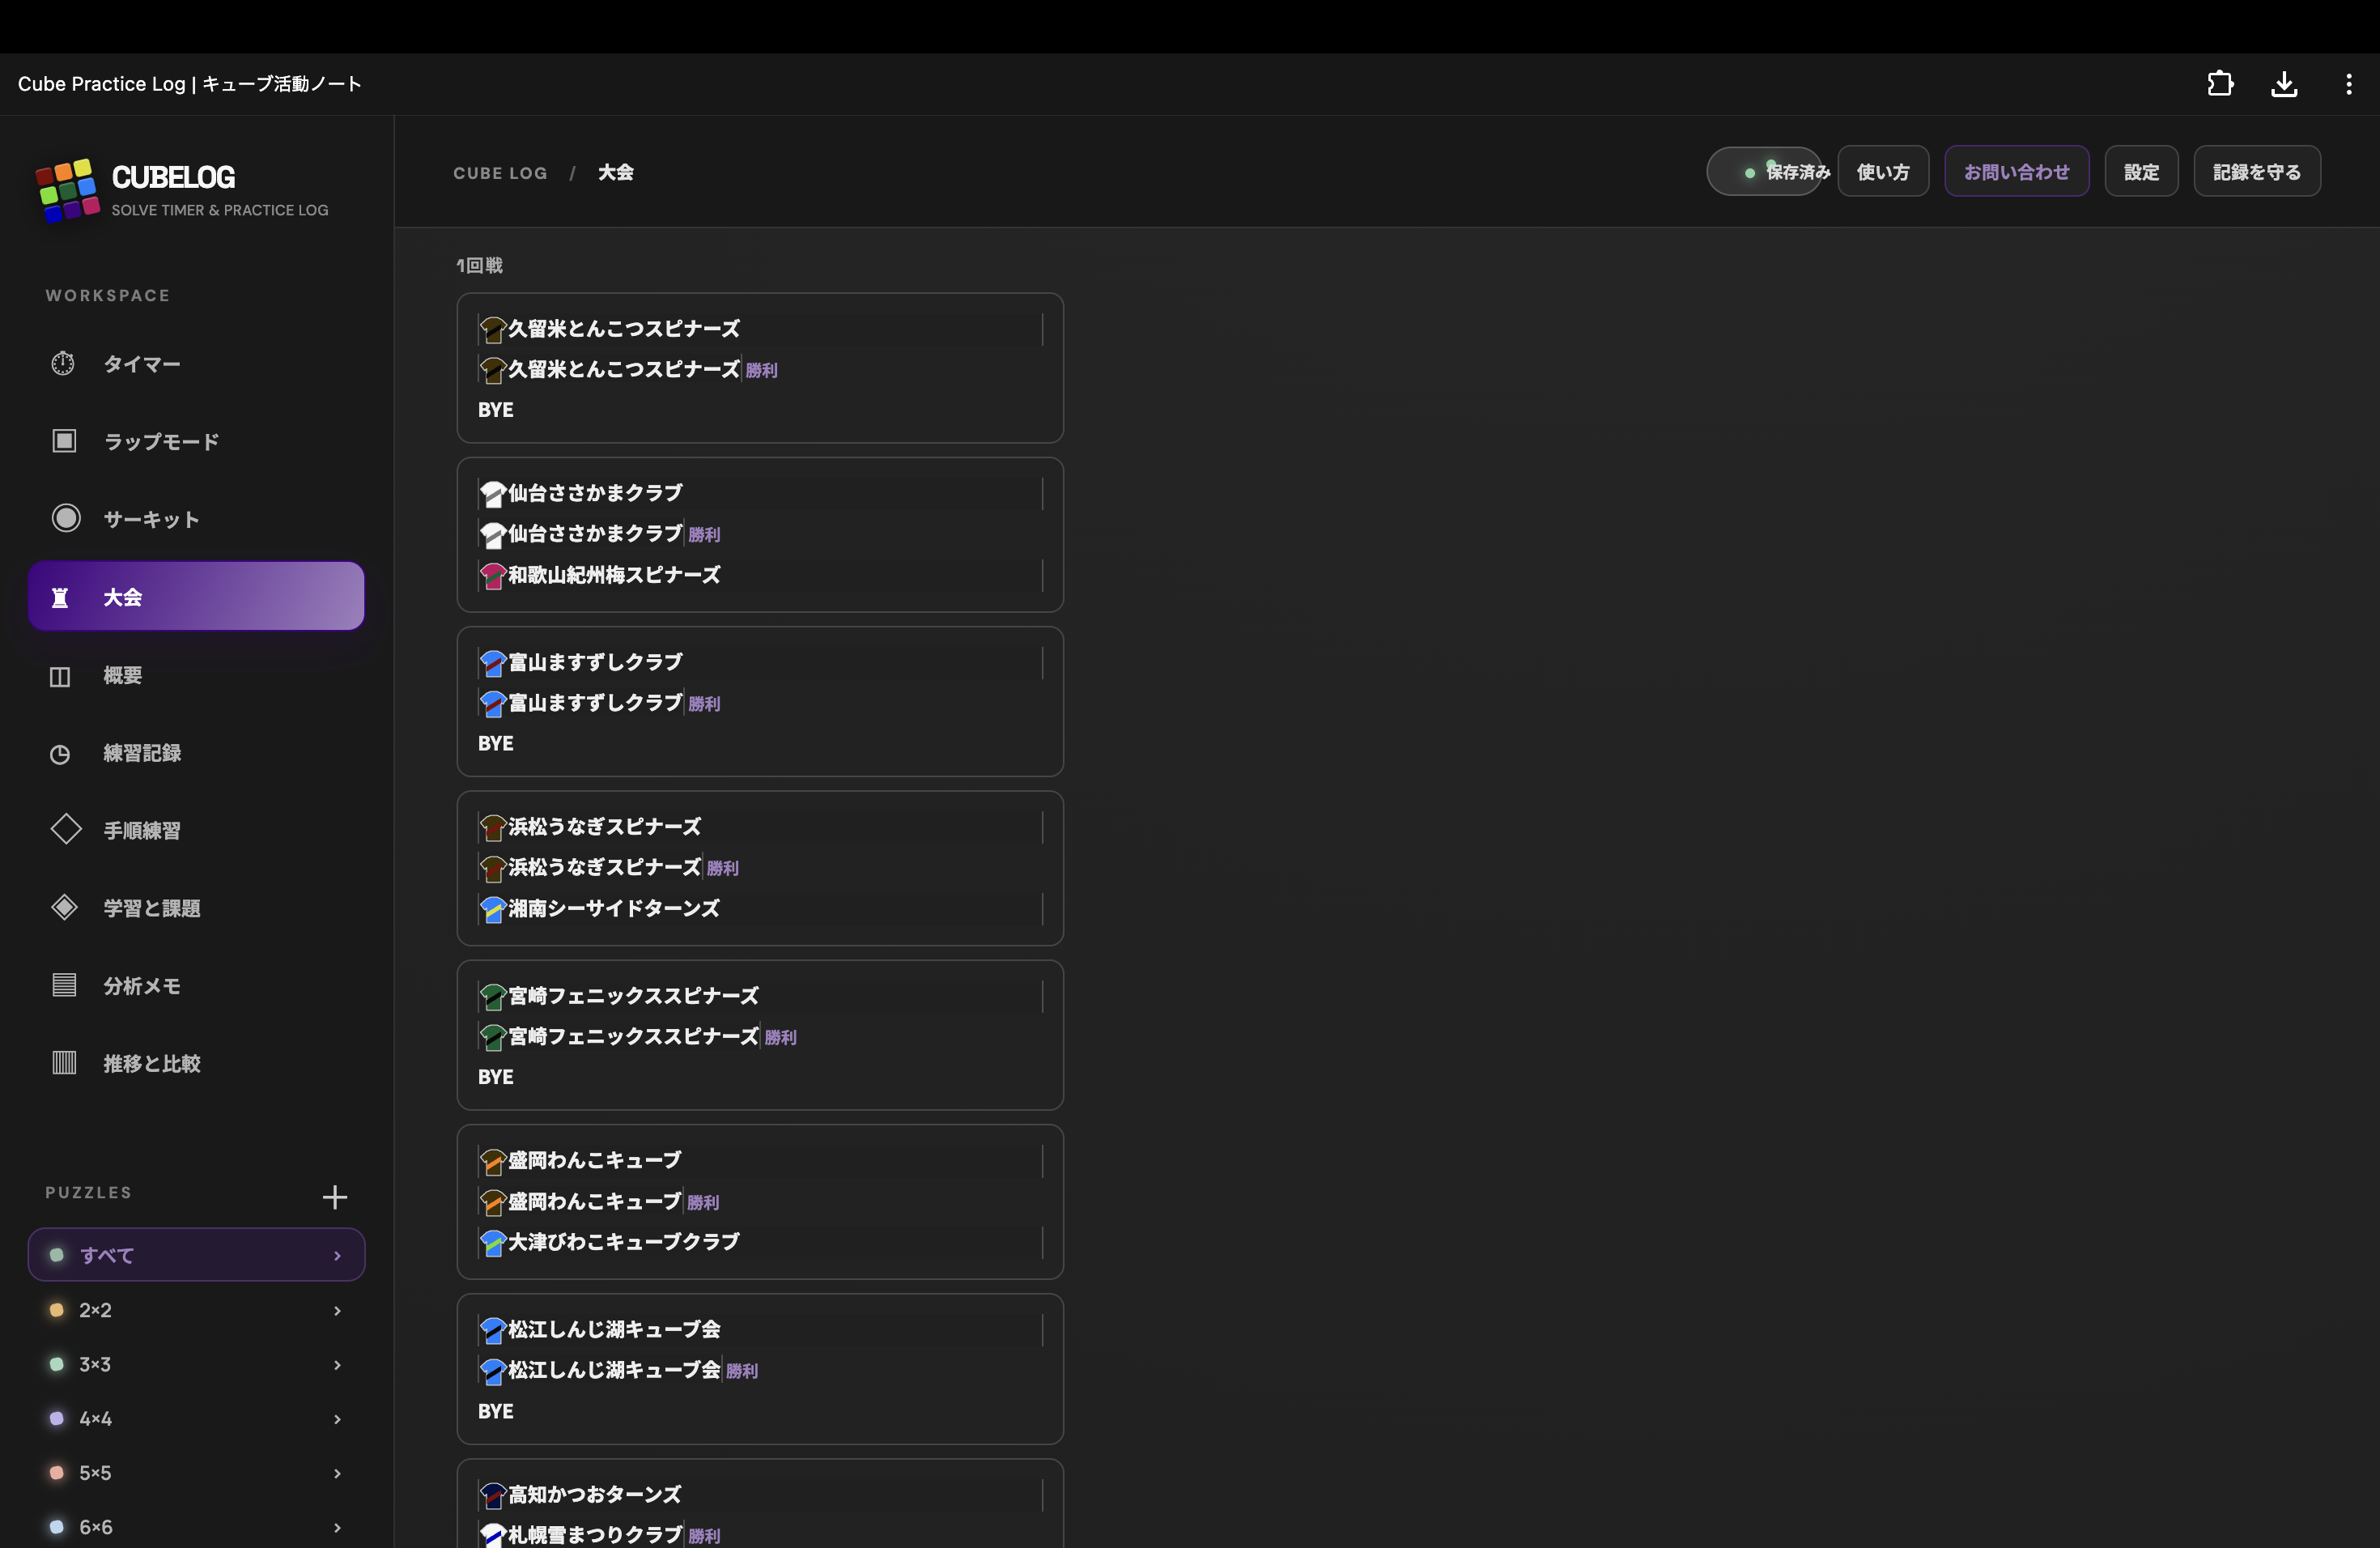 Cube Practice Log | キューブ活動ノート
CUBELOG
SOLVE TIMER & PRACTICE LOG
WORKSPACE
タイマー
ラップモード
サーキット
大会
概要
練習記録
手順練習
学習と課題
分析メモ
推移と比較
PUZZLES
すべて
2×2
3×3
4×4
5×5
6×6
CUBE LOG / 大会
保存済み
使い方
お問い合わせ
設定
記録を守る
1回戦
久留米とんこつスピナーズ
久留米とんこつスピナーズ 勝利
BYE
仙台ささかまクラブ
仙台ささかまクラブ 勝利
和歌山紀州梅スピナーズ
富山ますずしクラブ
富山ますずしクラブ 勝利
BYE
浜松うなぎスピナーズ
浜松うなぎスピナーズ 勝利
湘南シーサイドターンズ
宮崎フェニックススピナーズ
宮崎フェニックススピナーズ 勝利
BYE
盛岡わんこキューブ
盛岡わんこキューブ 勝利
大津びわこキューブクラブ
松江しんじ湖キューブ会
松江しんじ湖キューブ会 勝利
BYE
高知かつおターンズ
札幌雪まつりクラブ 勝利